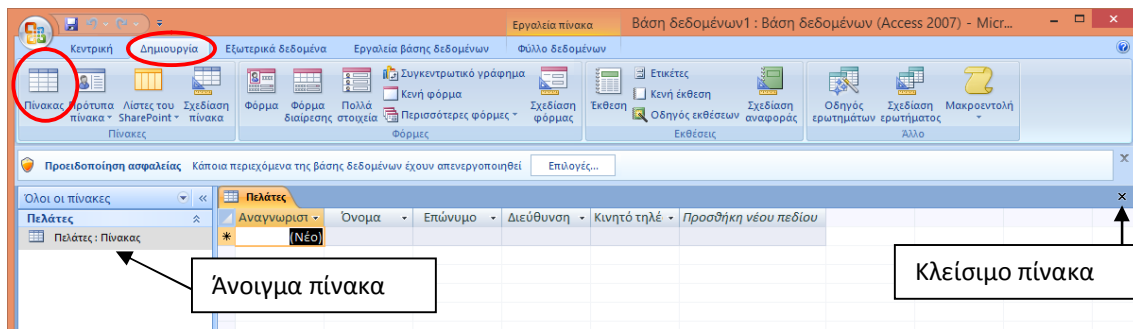 Εργαλεία πίνακα Βάση δεδομένων1 : Βάση δεδομένων (Access 2007) - Micr...
Κεντρική Δημιουργία Εξωτερικά δεδομένα Εργαλεία βάσης δεδομένων Φύλλο δεδομένων
Πίνακας Πρότυπα πίνακα Λίστες του SharePoint Σχεδίαση πίνακα
Πίνακες
Φόρμα Φόρμα διαίρεσης Πολλά στοιχεία Συγκεντρωτικό γράφημα
Κενή φόρμα
Περισσότερες φόρμες
Σχεδίαση φόρμας
Φόρμες
Έκθεση Ετικέτες
Κενή έκθεση
Οδηγός εκθέσεων
Σχεδίαση αναφοράς
Εκθέσεις
Οδηγός ερωτημάτων Σχεδίαση ερωτήματος Μακροεντολή
Άλλο
Προειδοποίηση ασφαλείας Κάποια περιεχόμενα της βάσης δεδομένων έχουν απενεργοποιηθεί Επιλογές...
Όλοι οι πίνακες
Πελάτες
Πελάτες : Πίνακας
Πελάτες
Αναγνωριστ Όνομα Επώνυμο Διεύθυνση Κινητό τηλέ Προσθήκη νέου πεδίου
(Νέο)
Άνοιγμα πίνακα
Κλείσιμο πίνακα